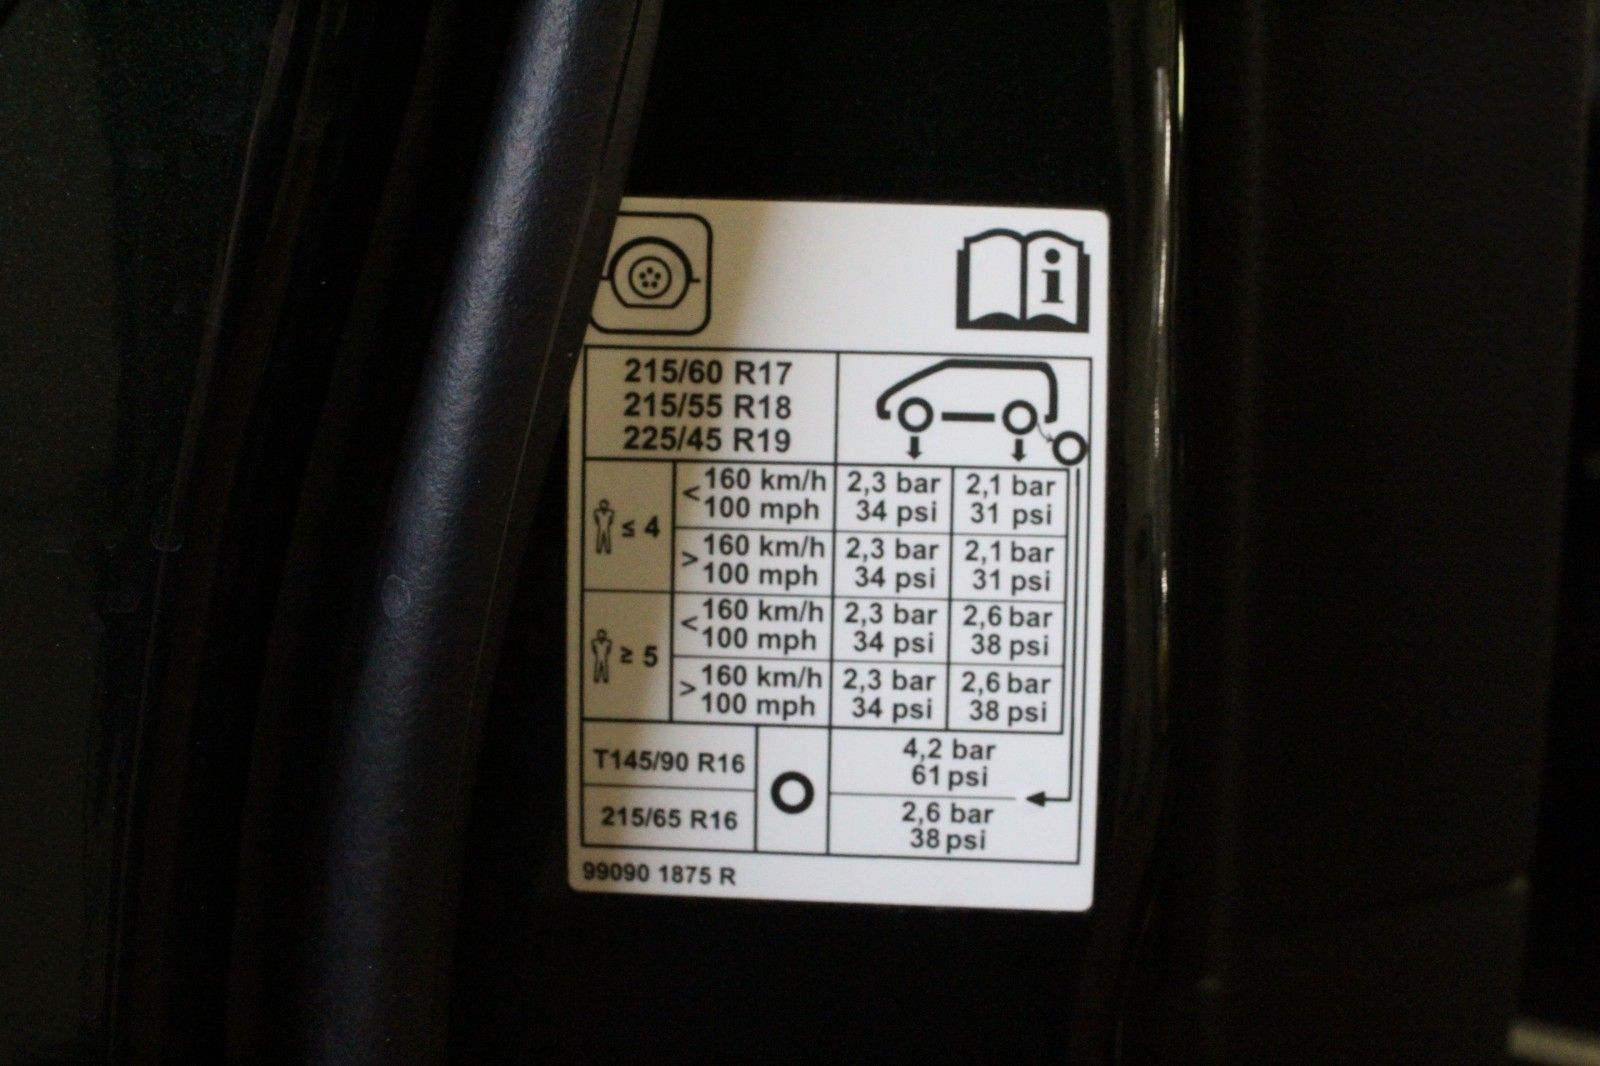 i
215/60 R17
215/55 R18
225/45 R19
≤ 4
< 160 km/h 2,3 bar 2,1 bar
100 mph 34 psi 31 psi
> 160 km/h 2,3 bar 2,1 bar
100 mph 34 psi 31 psi
≥ 5
< 160 km/h 2,3 bar 2,6 bar
100 mph 34 psi 38 psi
> 160 km/h 2,3 bar 2,6 bar
100 mph 34 psi 38 psi
T145/90 R16
4,2 bar
61 psi
215/65 R16
2,6 bar
38 psi
99090 1875 R